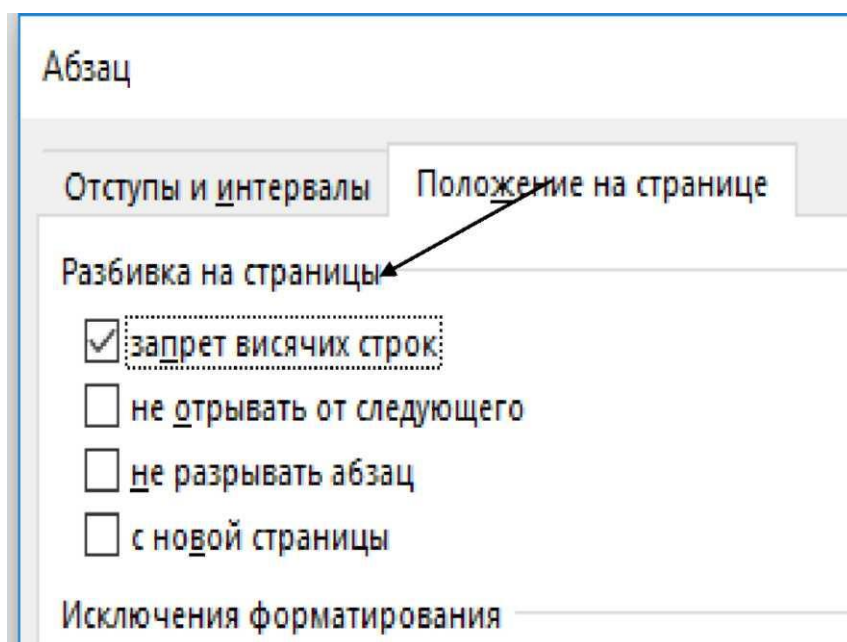 Абзац
Отступы и интервалы Положение на странице
Разбивка на страницы
запрет висячих строк
не отрывать от следующего
не разрывать абзац
с новой страницы
Исключения форматирования